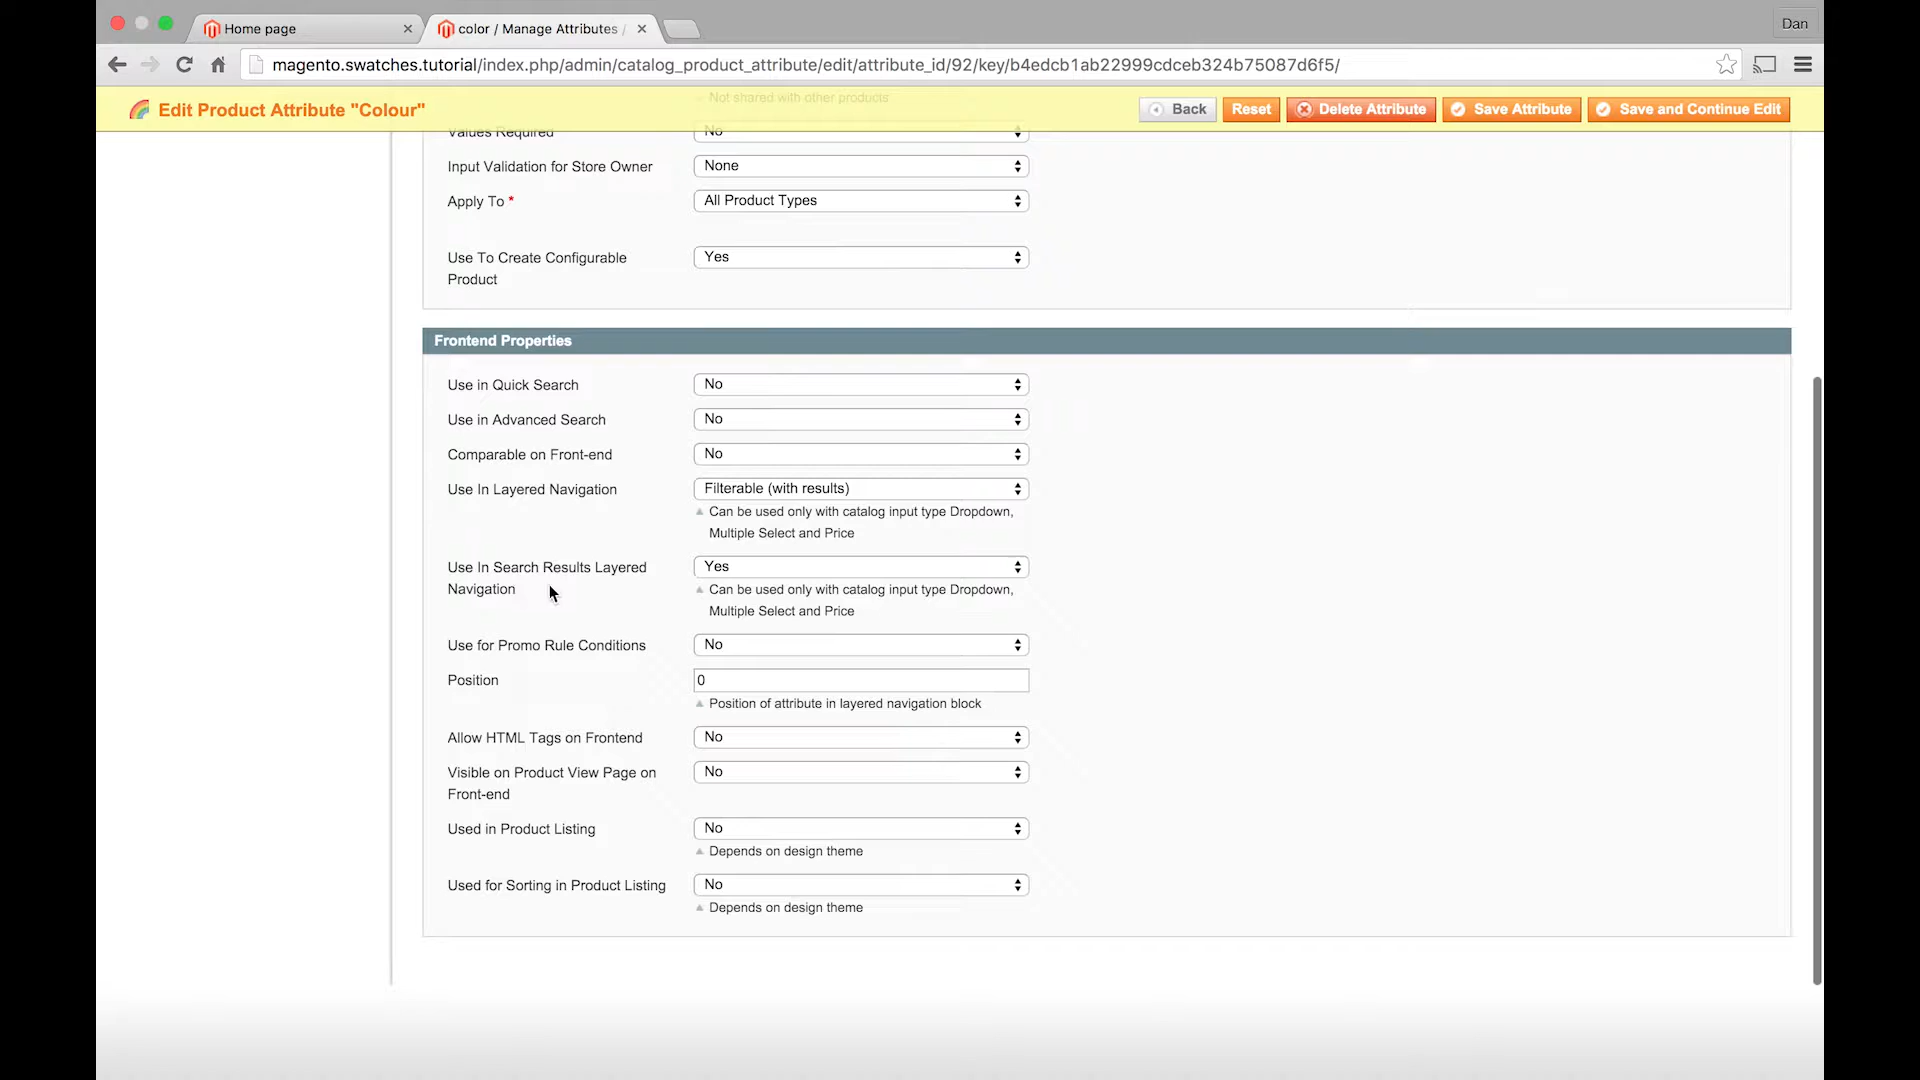 Home page
color / Manage Attributes /
Dan
magento.swatches.tutorial/index.php/admin/catalog_product_attribute/edit/attribute_id/92/key/b4edcb1ab22999cdceb324b75087d6f5/
Not shared with other products
Edit Product Attribute "Colour"
Back
Reset
Delete Attribute
Save Attribute
Save and Continue Edit
Values Required No
Input Validation for Store Owner None
Apply To * All Product Types
Use To Create Configurable Yes
Product
Frontend Properties
Use in Quick Search No
Use in Advanced Search No
Comparable on Front-end No
Use In Layered Navigation Filterable (with results)
Can be used only with catalog input type Dropdown,
Multiple Select and Price
Use In Search Results Layered Yes
Navigation Can be used only with catalog input type Dropdown,
Multiple Select and Price
Use for Promo Rule Conditions No
Position 0
Position of attribute in layered navigation block
Allow HTML Tags on Frontend No
Visible on Product View Page on No
Front-end
Used in Product Listing No
Depends on design theme
Used for Sorting in Product Listing No
Depends on design theme